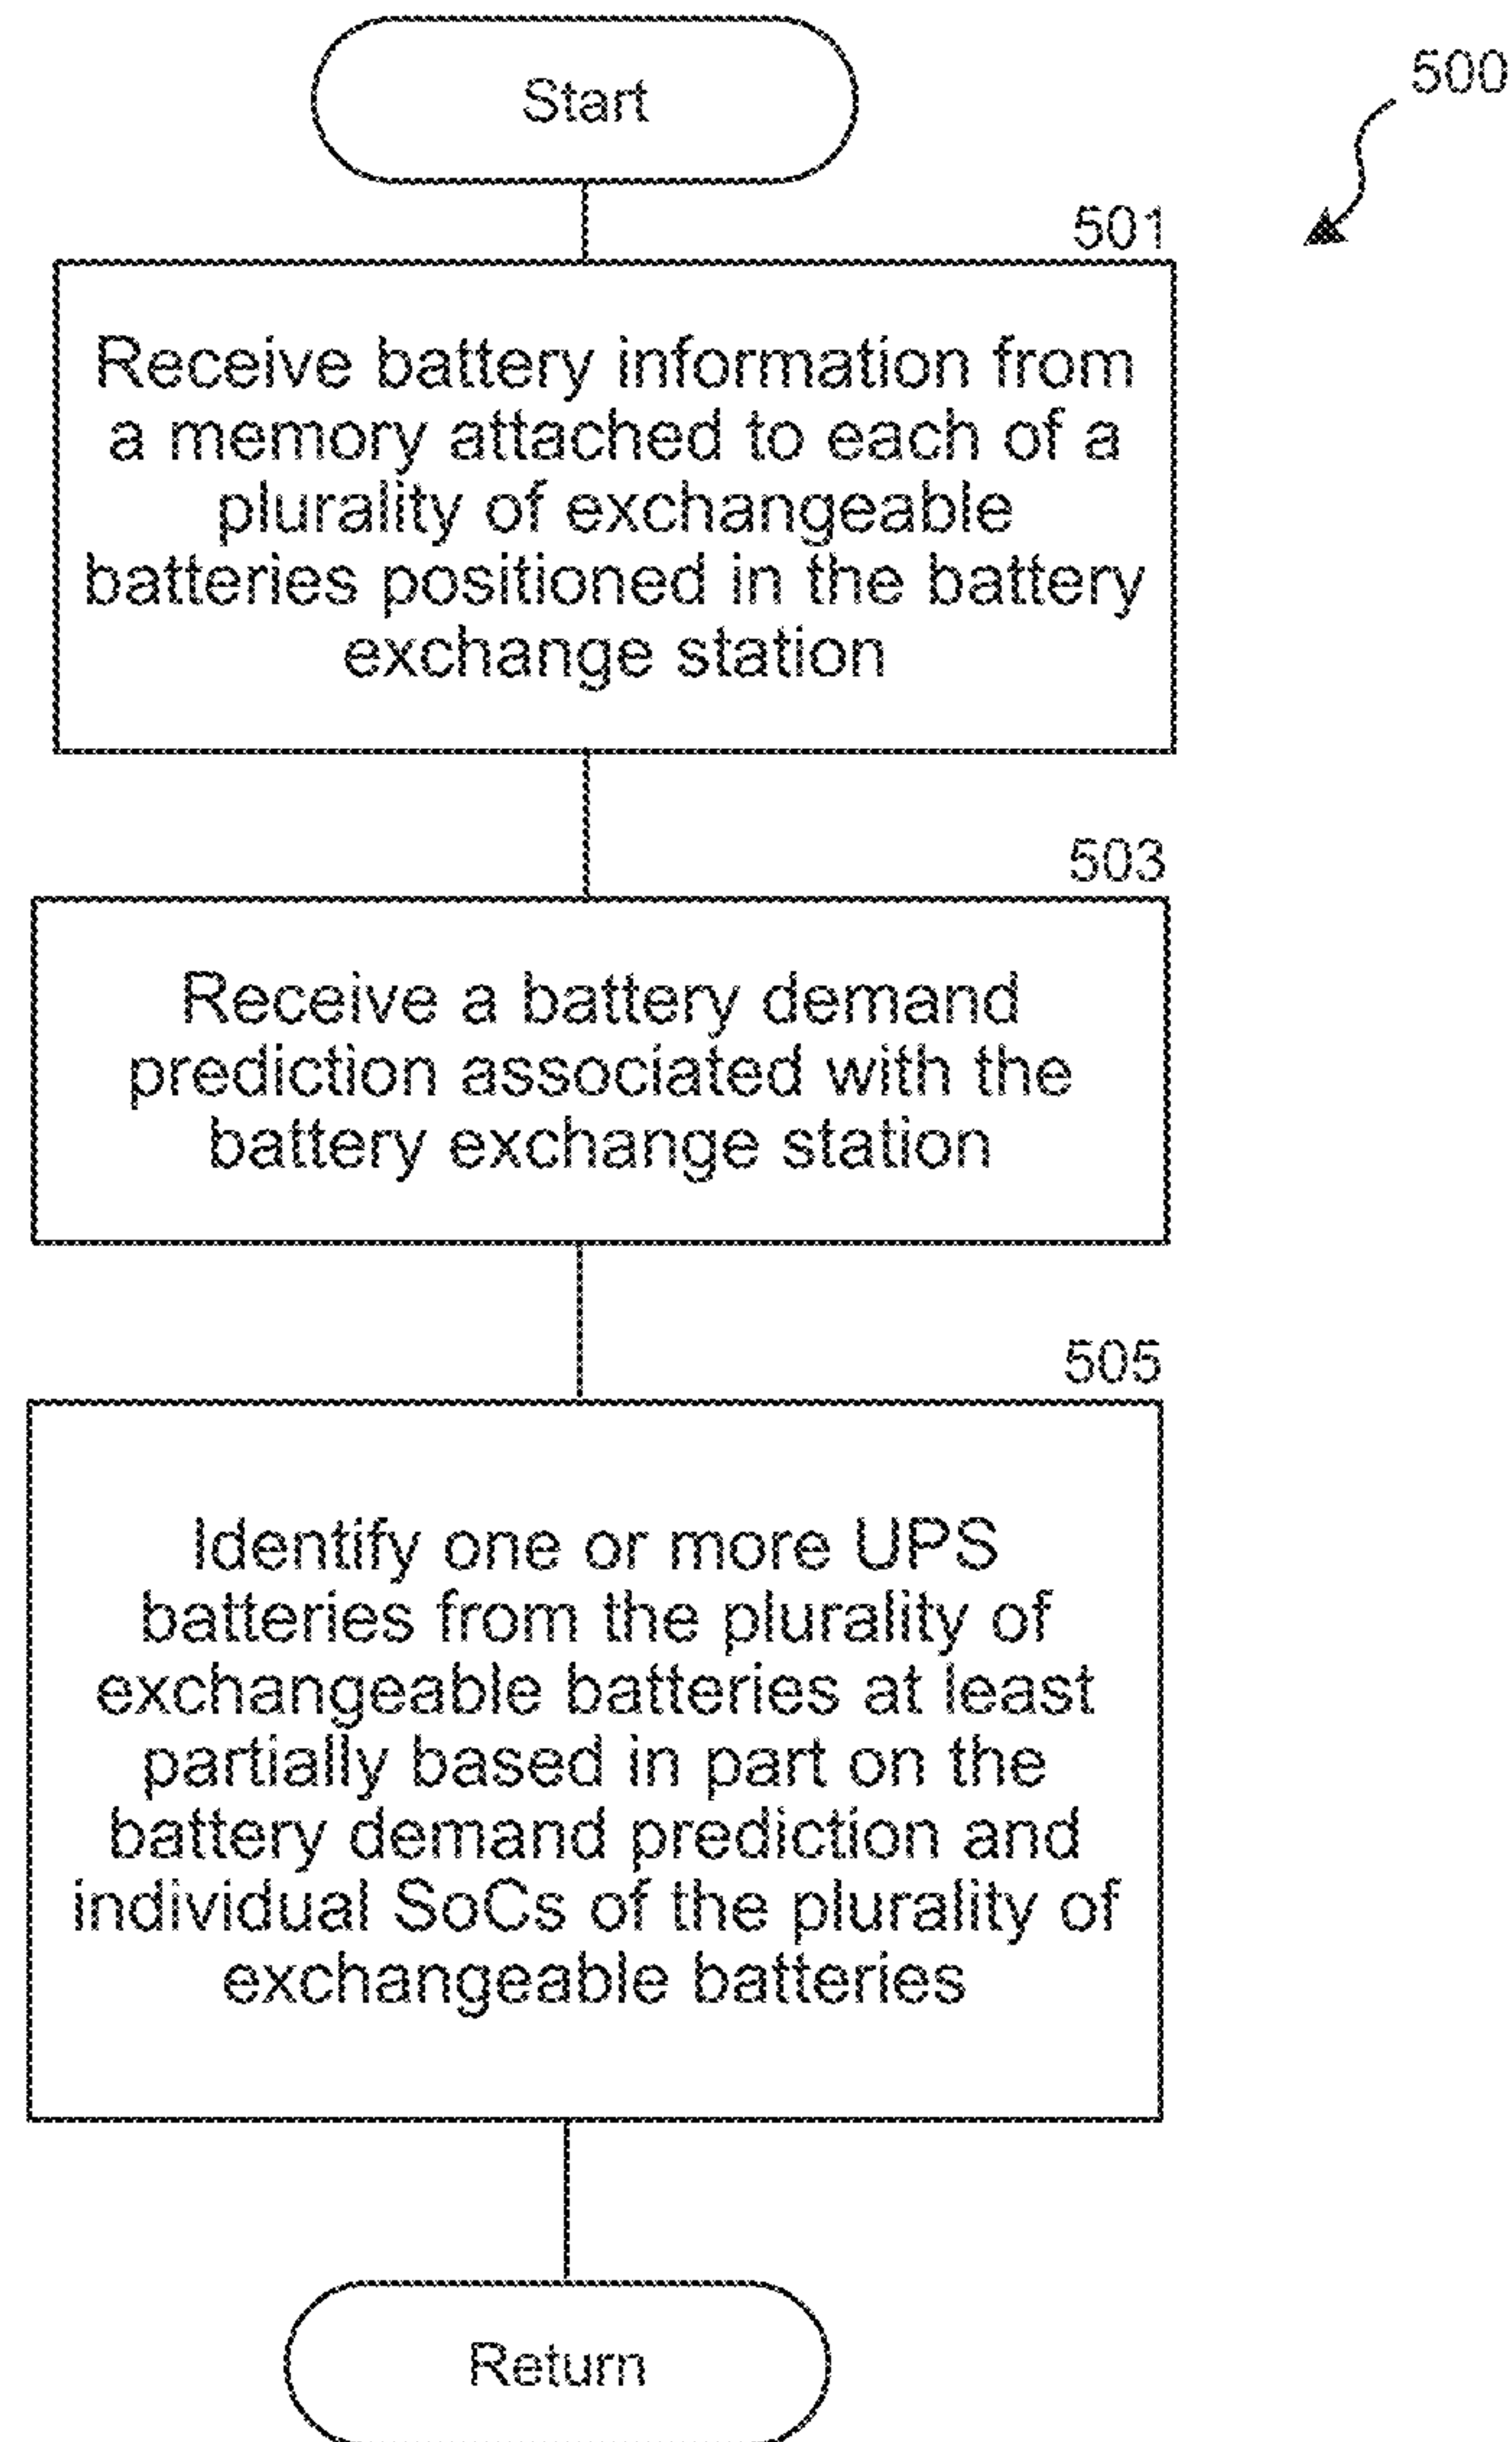 Start
500
501
Receive battery information from
a memory attached to each of a
plurality of exchangeable
batteries positioned in the battery
exchange station
503
Receive a battery demand
prediction associated with the
battery exchange station
505
Identify one or more UPS
batteries from the plurality of
exchangeable batteries at least
partially based in part on the
battery demand prediction and
individual SoCs of the plurality of
exchangeable batteries
Return